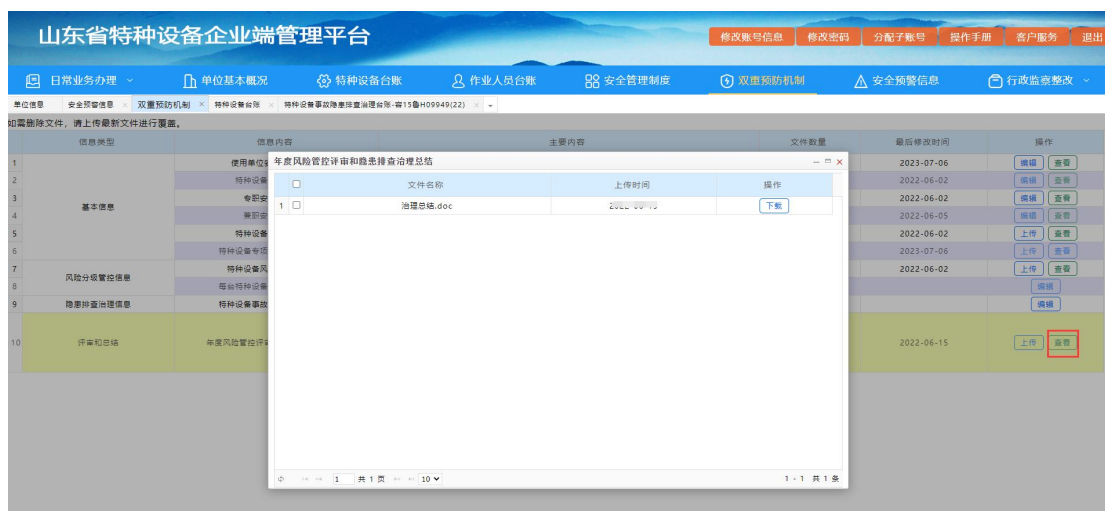 山东省特种设备企业端管理平台
修改账号信息 修改密码 分配子账号 操作手册 客户服务 退出
日常业务办理 单位基本概况 特种设备台账 作业人员台账 安全管理制度 双重预防机制 安全预警信息 行政监察整改
单位信息 安全预警信息 双重预防机制 特种设备台账 特种设备事故隐患排查治理台账-容15鲁H09949(22)
如需删除文件，请上传最新文件进行覆盖。
信息类型 信息内容 主要内容 文件数量 最后修改时间 操作
1 基本信息 使用单位 2023-07-06 编辑 查看
2 特种设备 2022-06-02 编辑 查看
3 专职安 2022-06-02 编辑 查看
4 兼职安 2022-06-05 编辑 查看
5 特种设备 2022-06-02 上传 查看
6 特种设备专项 2023-07-06 上传 查看
7 风险分级管控信息 特种设备风 2022-06-02 上传 查看
8 每台特种设备 编辑
9 隐患排查治理信息 特种设备事故 编辑
10 评审和总结 年度风险管控评审 2022-06-15 上传 查看
年度风险管控评审和隐患排查治理总结
文件名称 上传时间 操作
1 治理总结.doc 下载
1 共 1 页 10
1 - 1 共 1 条